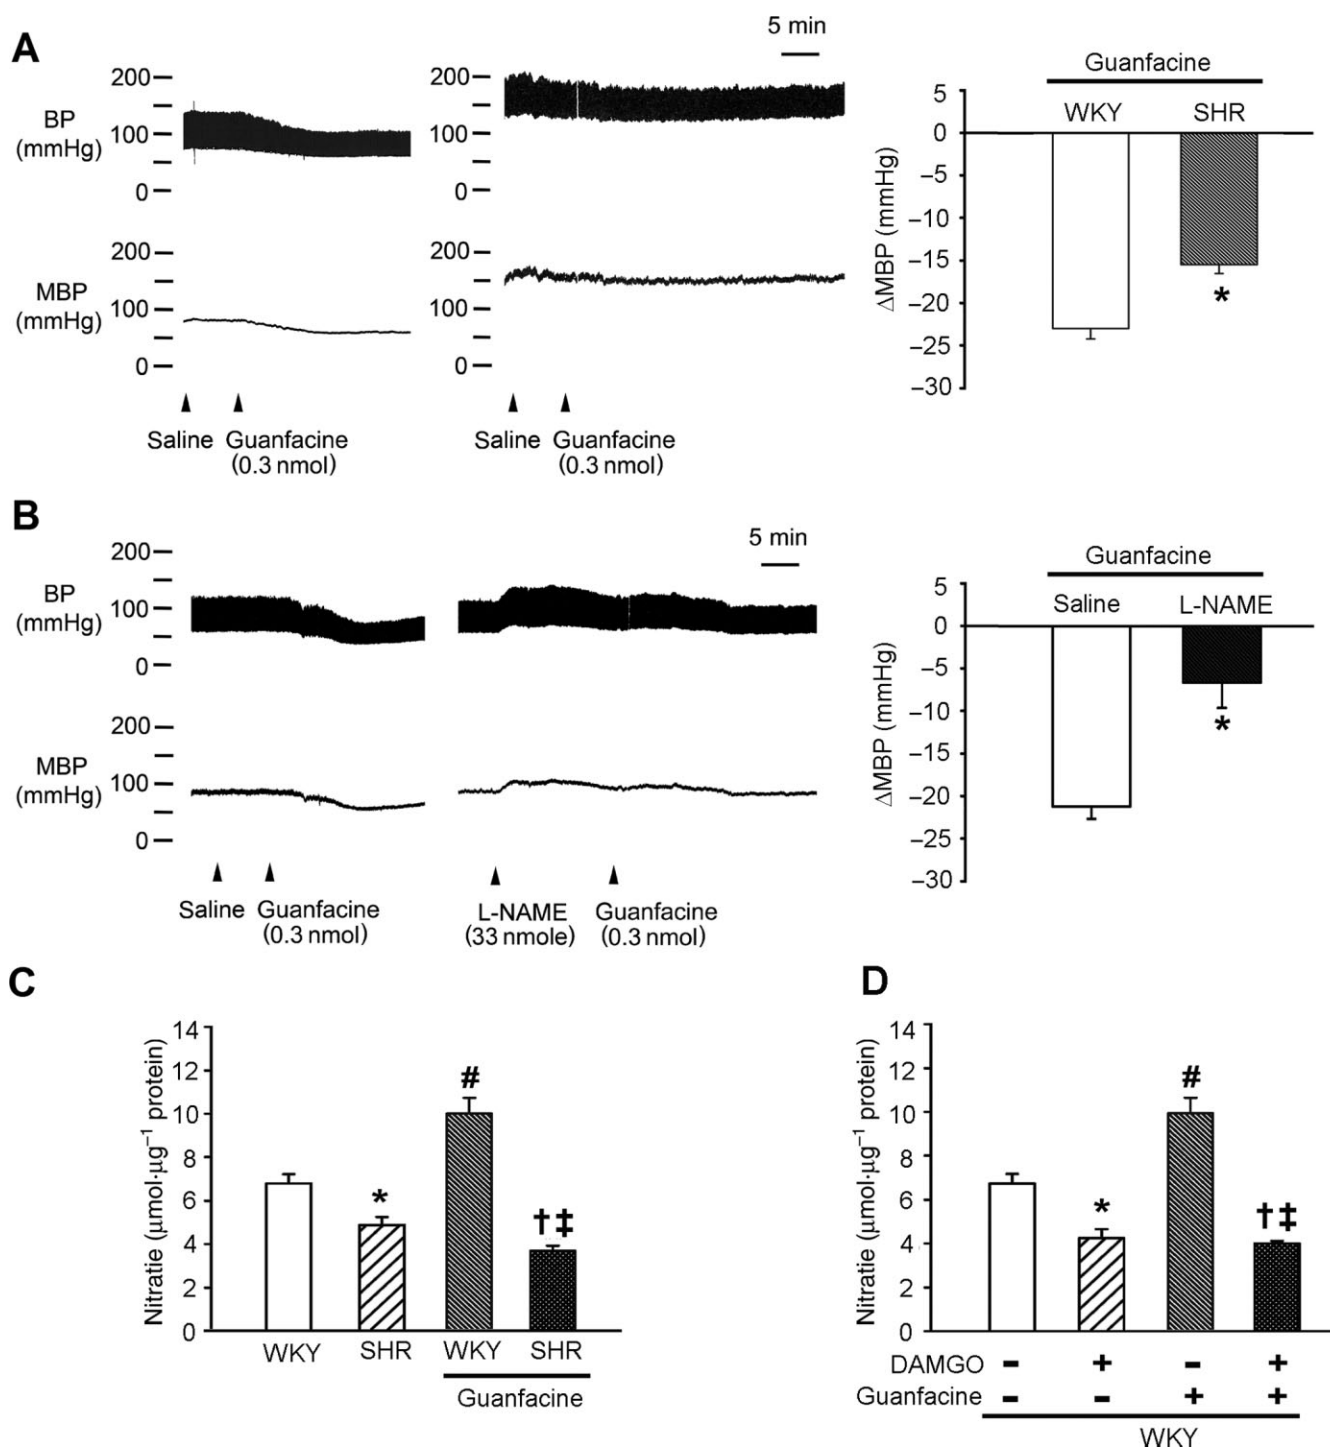 A
5 min
BP
(mmHg)
200
100
0
200
100
0
MBP
(mmHg)
200
100
0
200
100
0
Saline
Guanfacine
(0.3 nmol)
Saline
Guanfacine
(0.3 nmol)
Guanfacine
WKY
SHR
ΔMBP (mmHg)
5
0
−5
−10
−15
−20
−25
−30
*
B
5 min
BP
(mmHg)
200
100
0
MBP
(mmHg)
200
100
0
Saline
Guanfacine
(0.3 nmol)
L-NAME
(33 nmole)
Guanfacine
(0.3 nmol)
Guanfacine
Saline
L-NAME
ΔMBP (mmHg)
5
0
−5
−10
−15
−20
−25
−30
*
C
Nitratie (μmol·μg⁻¹ protein)
14
12
10
8
6
4
2
0
*
#
†‡
WKY
SHR
WKY
SHR
Guanfacine
D
Nitratie (μmol·μg⁻¹ protein)
14
12
10
8
6
4
2
0
*
#
†‡
DAMGO - + - +
Guanfacine - - + +
WKY